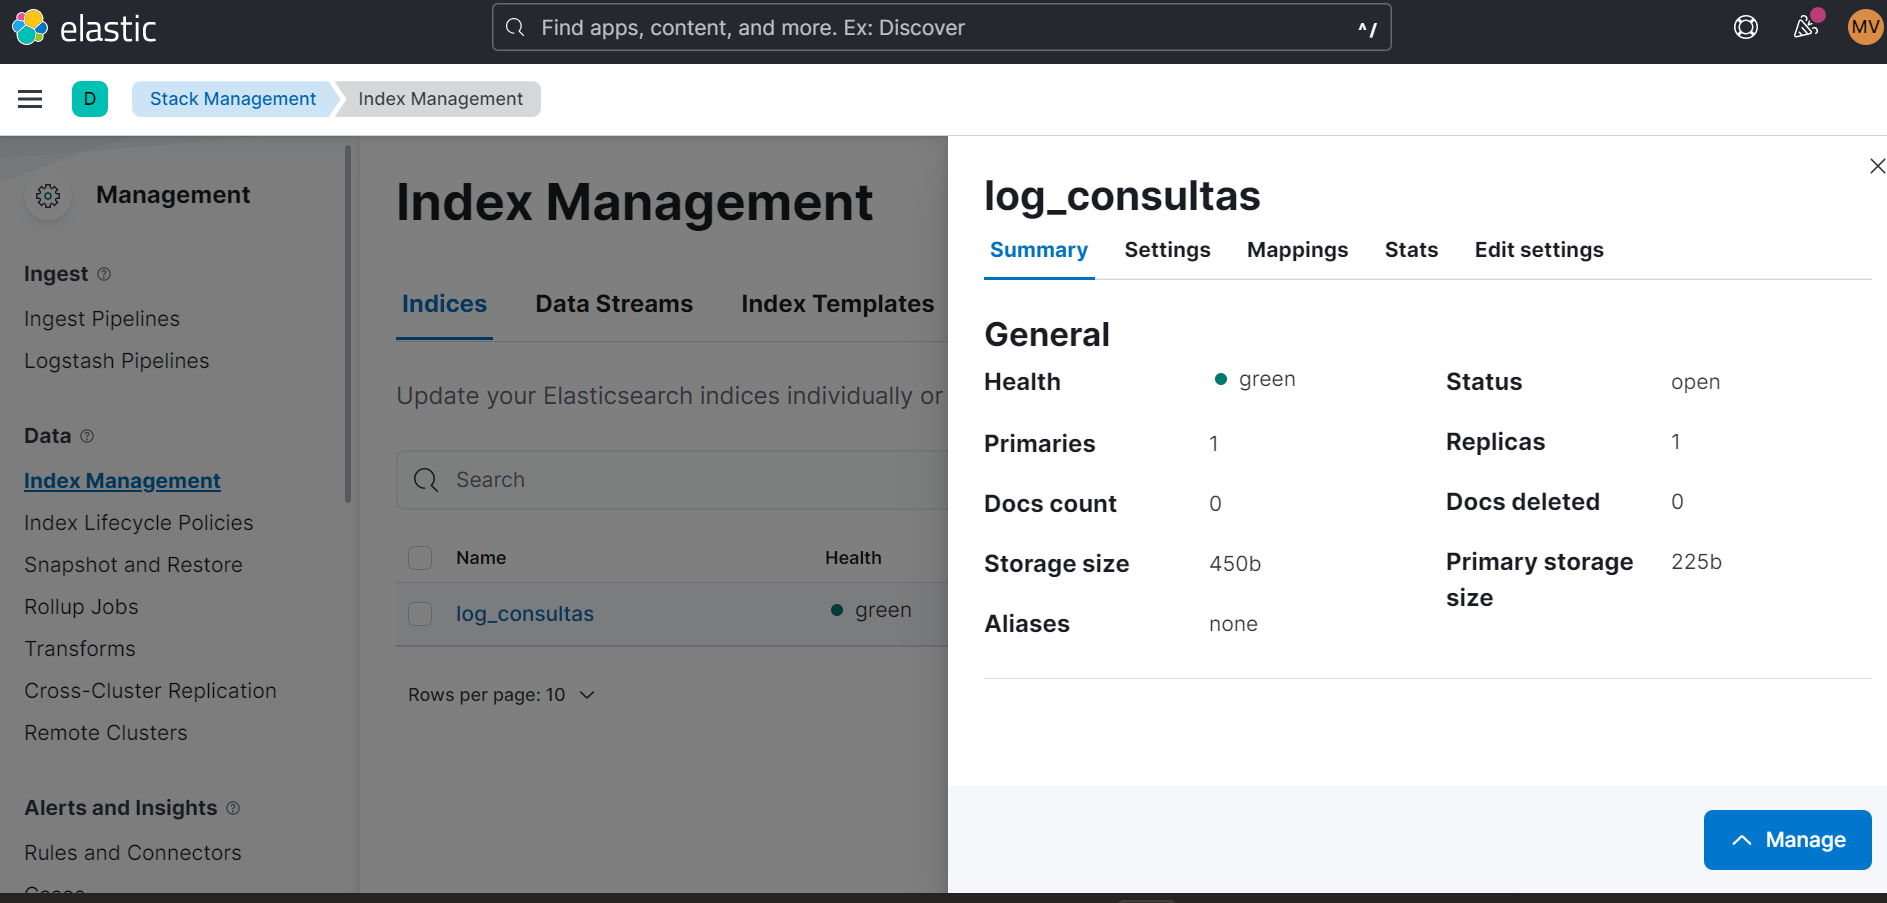 elastic
Find apps, content, and more. Ex: Discover
^/
MV
D
Stack Management
Index Management
Management
Ingest
Ingest Pipelines
Logstash Pipelines
Data
Index Management
Index Lifecycle Policies
Snapshot and Restore
Rollup Jobs
Transforms
Cross-Cluster Replication
Remote Clusters
Alerts and Insights
Rules and Connectors
Index Management
Indices Data Streams Index Templates
Update your Elasticsearch indices individually or
Search
Name Health
log_consultas green
Rows per page: 10
log_consultas
Summary Settings Mappings Stats Edit settings
General
Health green Status open
Primaries 1 Replicas 1
Docs count 0 Docs deleted 0
Storage size 450b Primary storage 225b
size
Aliases none
Manage